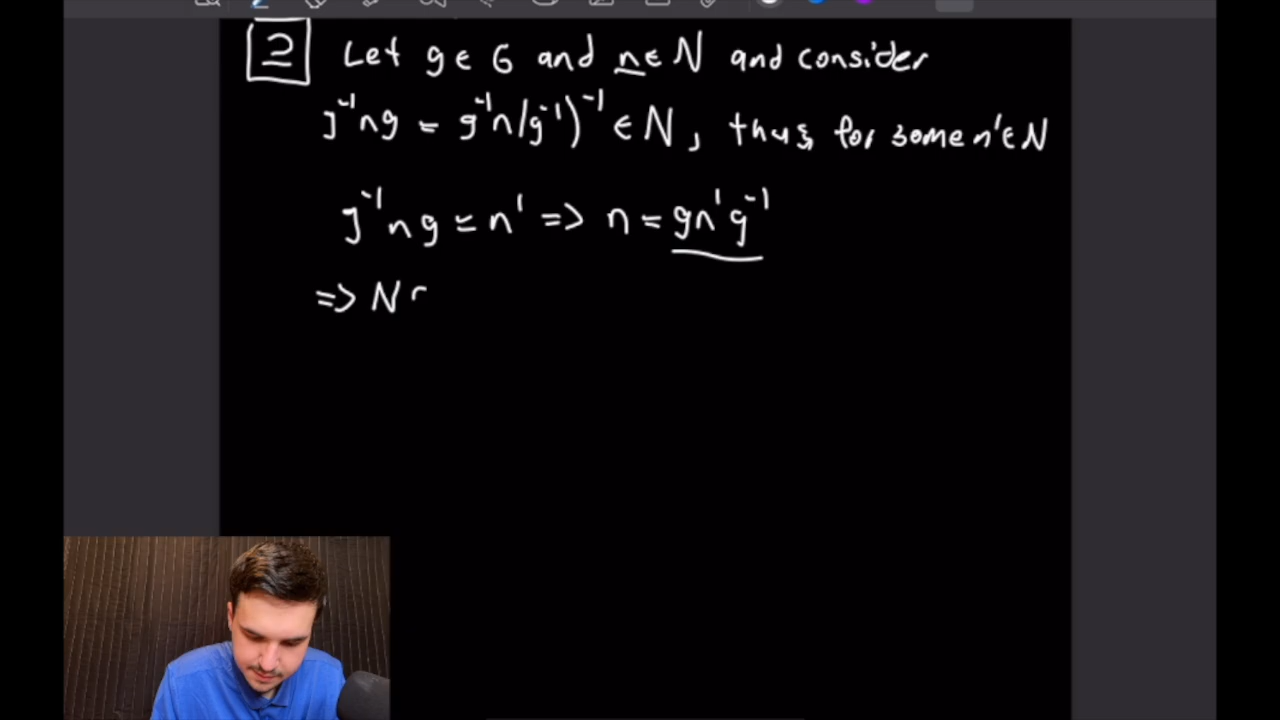 2 Let g ∈ G and n ∈ N and consider
g⁻¹ng = g⁻¹n(g⁻¹)⁻¹ ∈ N, thus, for some n' ∈ N
g⁻¹ng = n' => n = gn'g⁻¹
=> N